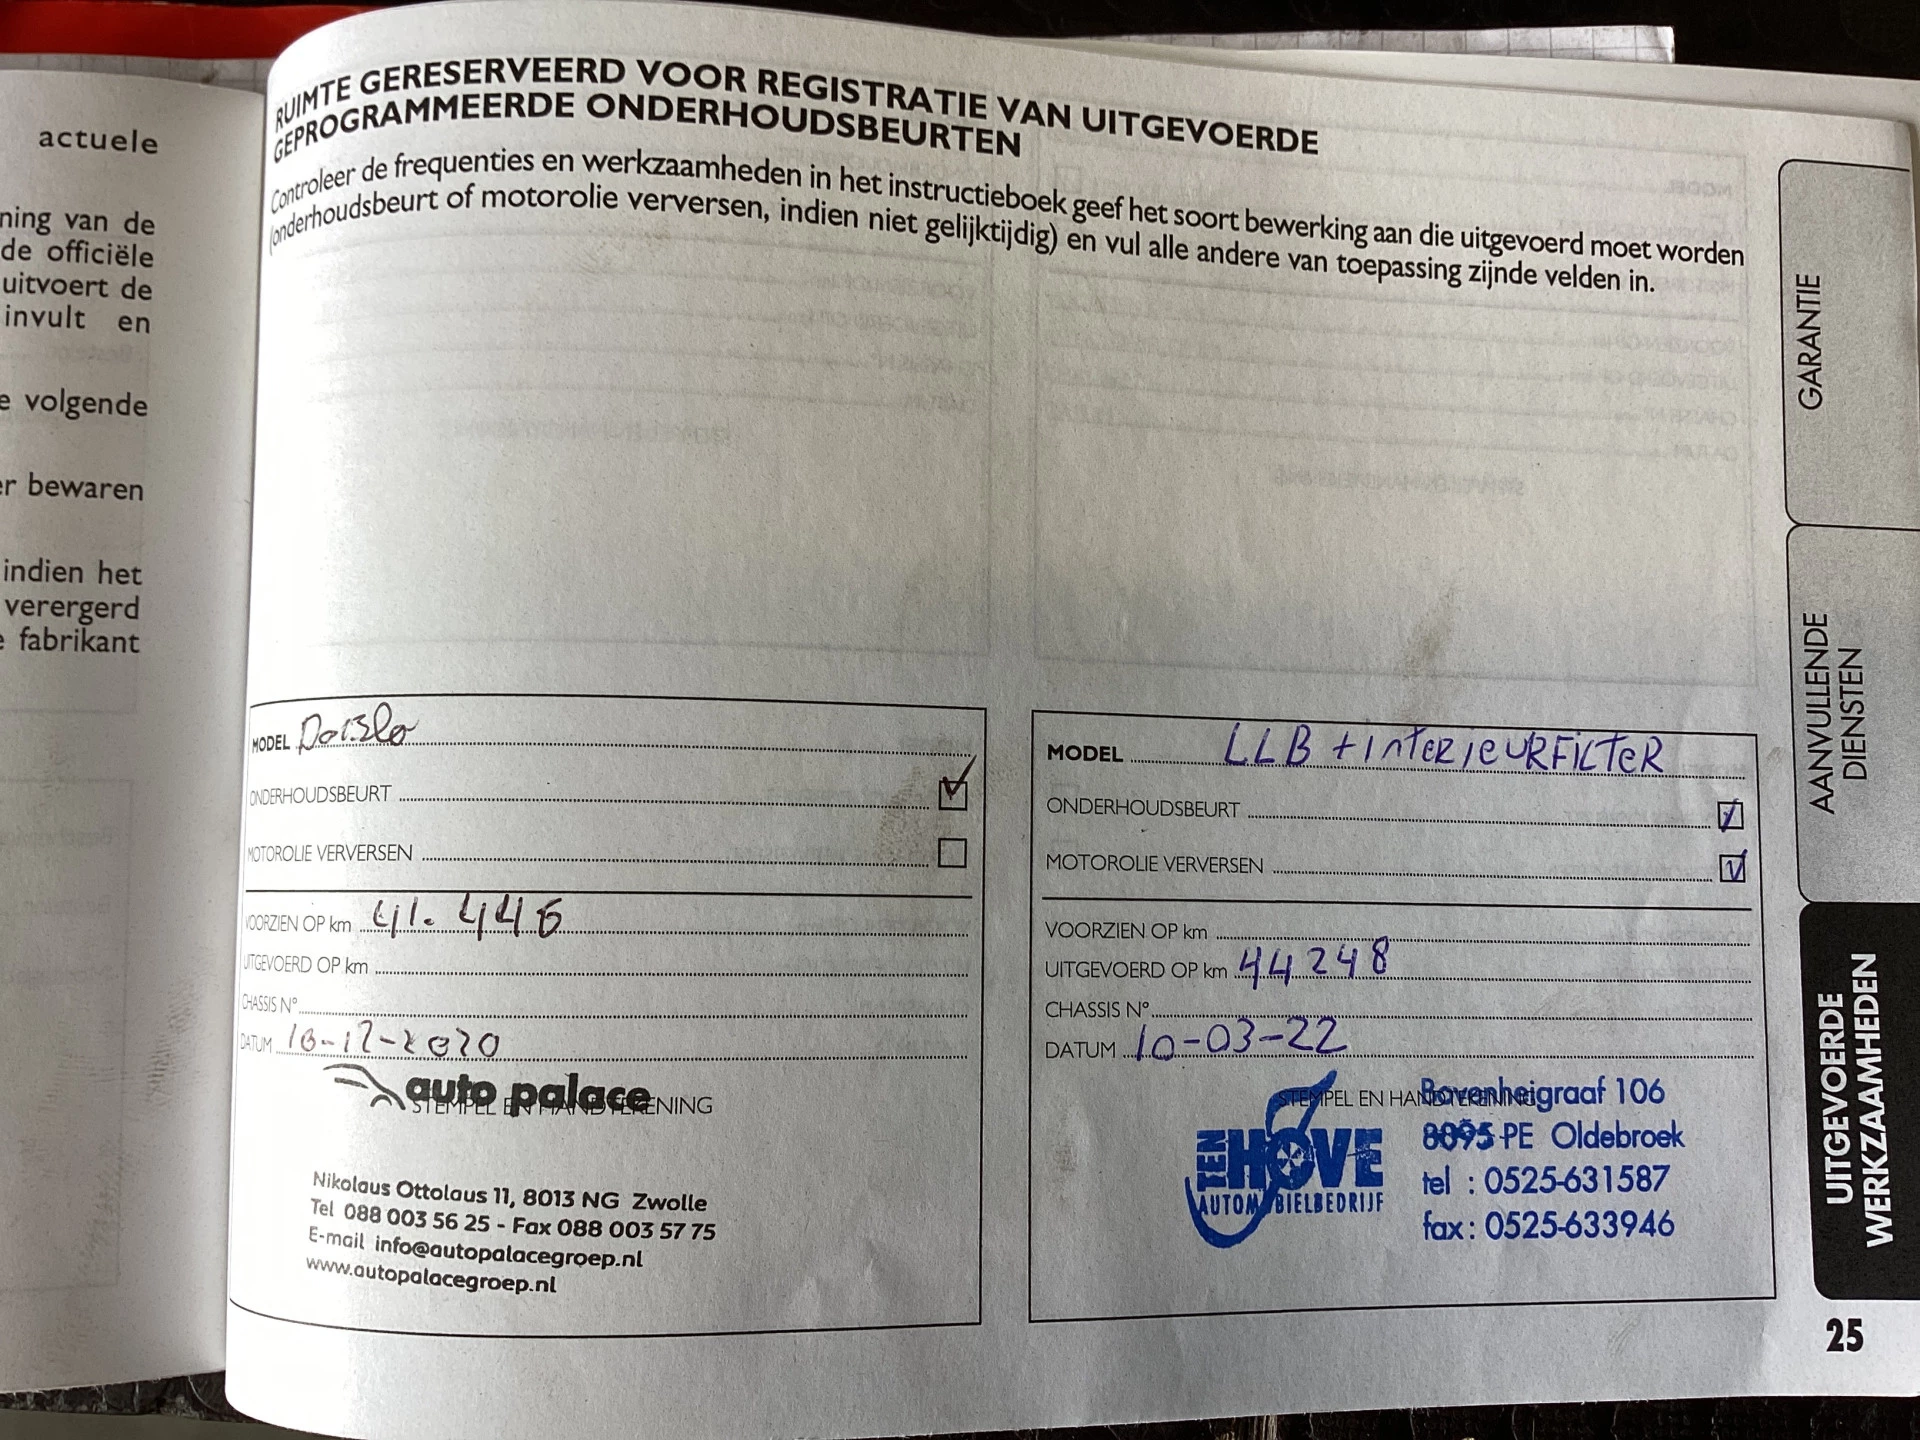 actuele
ning van de
de officiële
uitvoert de
invult en
e volgende
er bewaren
indien het
verergerd
e fabrikant
RUIMTE GERESERVEERD VOOR REGISTRATIE VAN UITGEVOERDE
GEPROGRAMMEERDE ONDERHOUDSBEURTEN
Controleer de frequenties en werkzaamheden in het instructieboek geef het soort bewerking aan die uitgevoerd moet worden
(onderhoudsbeurt of motorolie verversen, indien niet gelijktijdig) en vul alle andere van toepassing zijnde velden in.
MODEL
ONDERHOUDSBEURT
MOTOROLIE VERVERSEN
VOORZIEN OP km 41.446
UITGEVOERD OP km
CHASSIS N°
DATUM 10-12-2020
STEMPEL EN HANDTEKENING
auto palace
Nikolaus Ottolaus 11, 8013 NG Zwolle
Tel 088 003 56 25 - Fax 088 003 57 75
E-mail info@autopalacegroep.nl
www.autopalacegroep.nl
MODEL LLB + iNTERIEURFILTER
ONDERHOUDSBEURT
MOTOROLIE VERVERSEN
VOORZIEN OP km
UITGEVOERD OP km 44248
CHASSIS N°
DATUM 10-03-22
STEMPEL EN HANDTEKENING
TEN HOVE
AUTOMOBIELBEDRIJF
Bovenheigraaf 106
8095 PE Oldebroek
tel : 0525-631587
fax : 0525-633946
GARANTIE
AANVULLENDE
DIENSTEN
UITGEVOERDE
WERKZAAMHEDEN
25